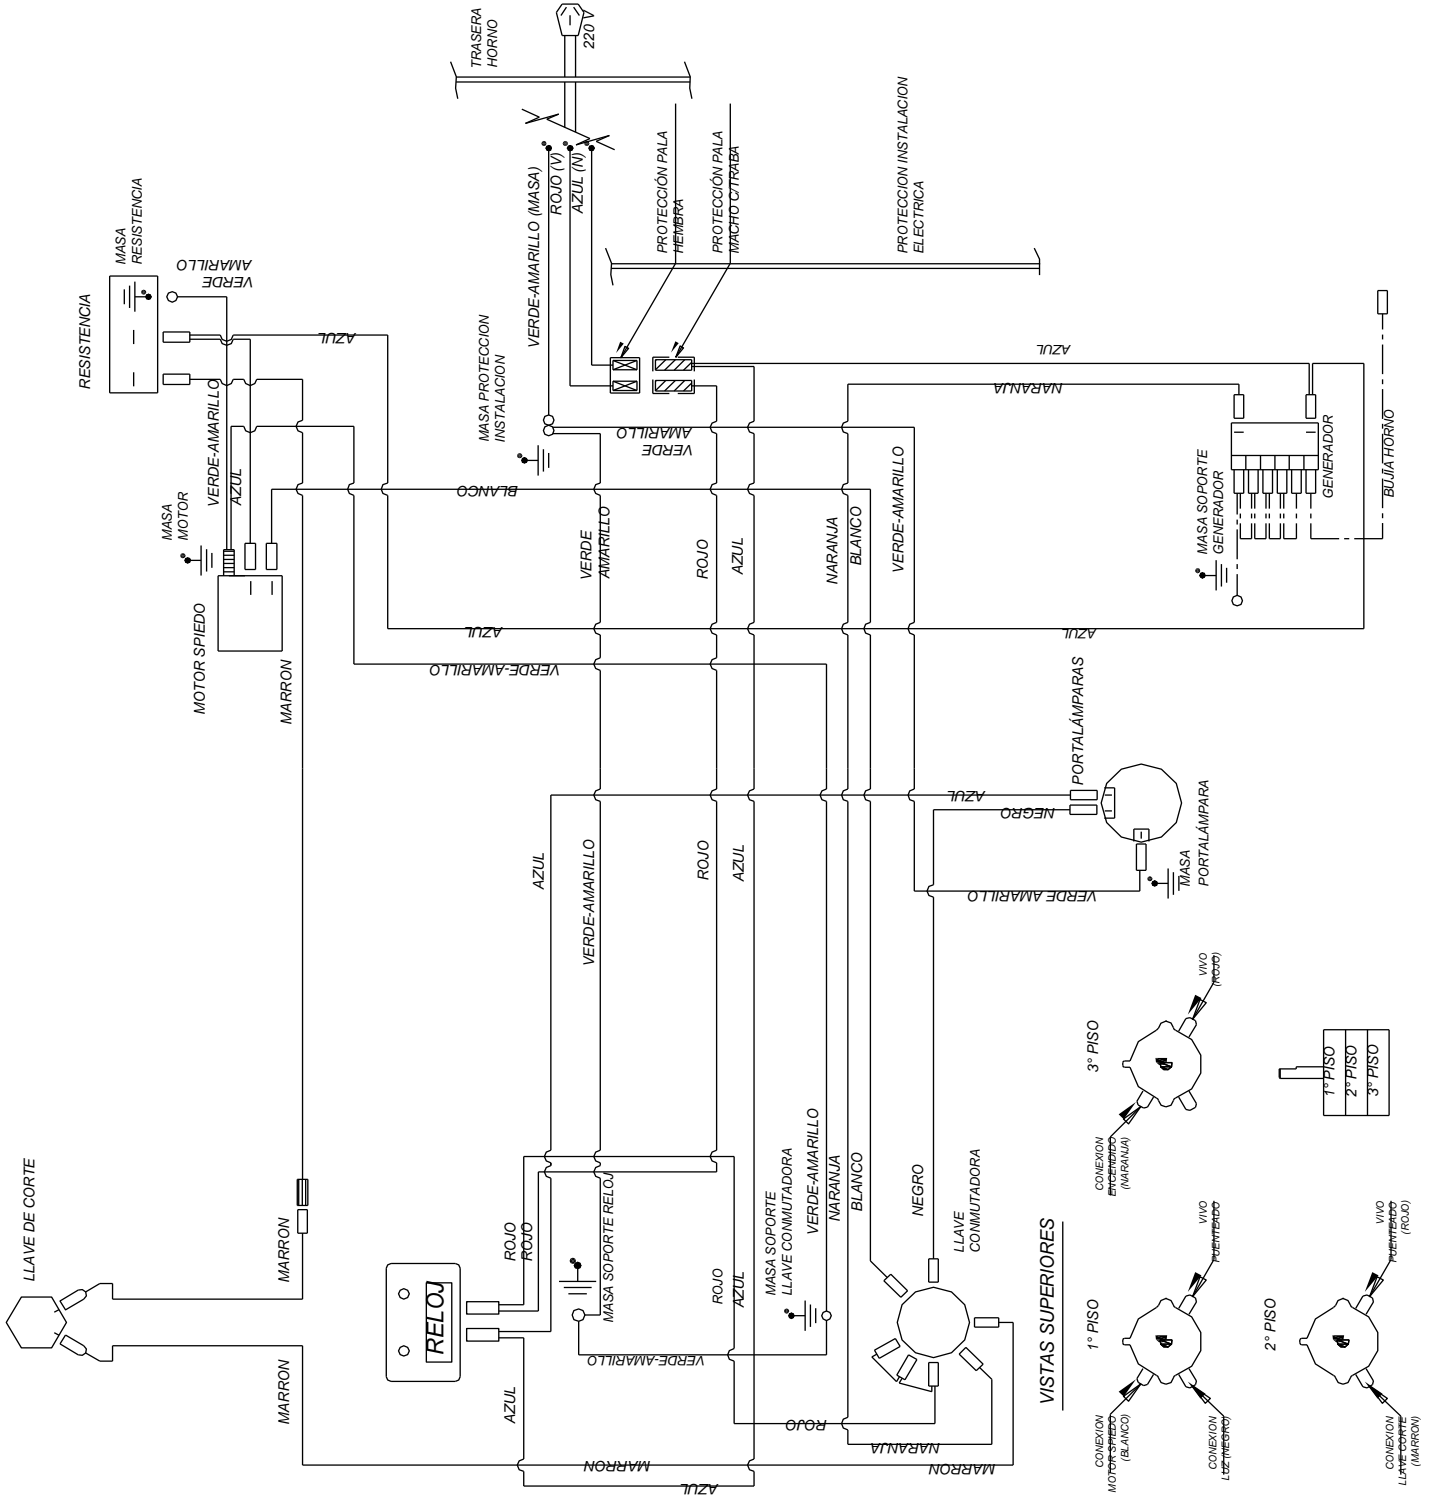 TRASERA
HORNO
220 V
PROTECCIÓN PALA
HEMBRA
PROTECCIÓN PALA
MACHO C/TRABA
PROTECCION INSTALACION
ELECTRICA
VERDE-AMARILLO (MASA)
ROJO (V)
AZUL (N)
RESISTENCIA
MASA
RESISTENCIA
VERDE
AMARILLO
AZUL
VERDE-AMARILLO
AZUL
MASA
MOTOR
MOTOR SPIEDO
MARRON
MASA PROTECCION
INSTALACION
VERDE
AMARILLO
BLANCO
AZUL
NARANJA
MASA SOPORTE
GENERADOR
GENERADOR
BUJIA HORNO
VERDE
AMARILLO
ROJO
AZUL
NARANJA
BLANCO
VERDE-AMARILLO
AZUL
AZUL
VERDE-AMARILLO
PORTALÁMPARAS
AZUL
NEGRO
MASA
PORTALÁMPARA
VERDE AMARILLO
AZUL
VERDE-AMARILLO
ROJO
AZUL
LLAVE DE CORTE
MARRON
MARRON
RELOJ
ROJO
ROJO
AZUL
MASA SOPORTE RELOJ
VERDE-AMARILLO
ROJO
AZUL
MASA SOPORTE
LLAVE CONMUTADORA
VERDE-AMARILLO
NARANJA
BLANCO
NEGRO
LLAVE
CONMUTADORA
ROJO
NARANJA
MARRON
MARRON
AZUL
VISTAS SUPERIORES
1° PISO
VIVO
PUENTEADO
CONEXION
MOTOR SPIEDO
(BLANCO)
CONEXION
LUZ (NEGRO)
2° PISO
VIVO
PUENTEADO
(ROJO)
CONEXION
LLAVE CORTE
(MARRON)
3° PISO
VIVO
(ROJO)
CONEXION
ENCENDIDO
(NARANJA)
1° PISO
2° PISO
3° PISO